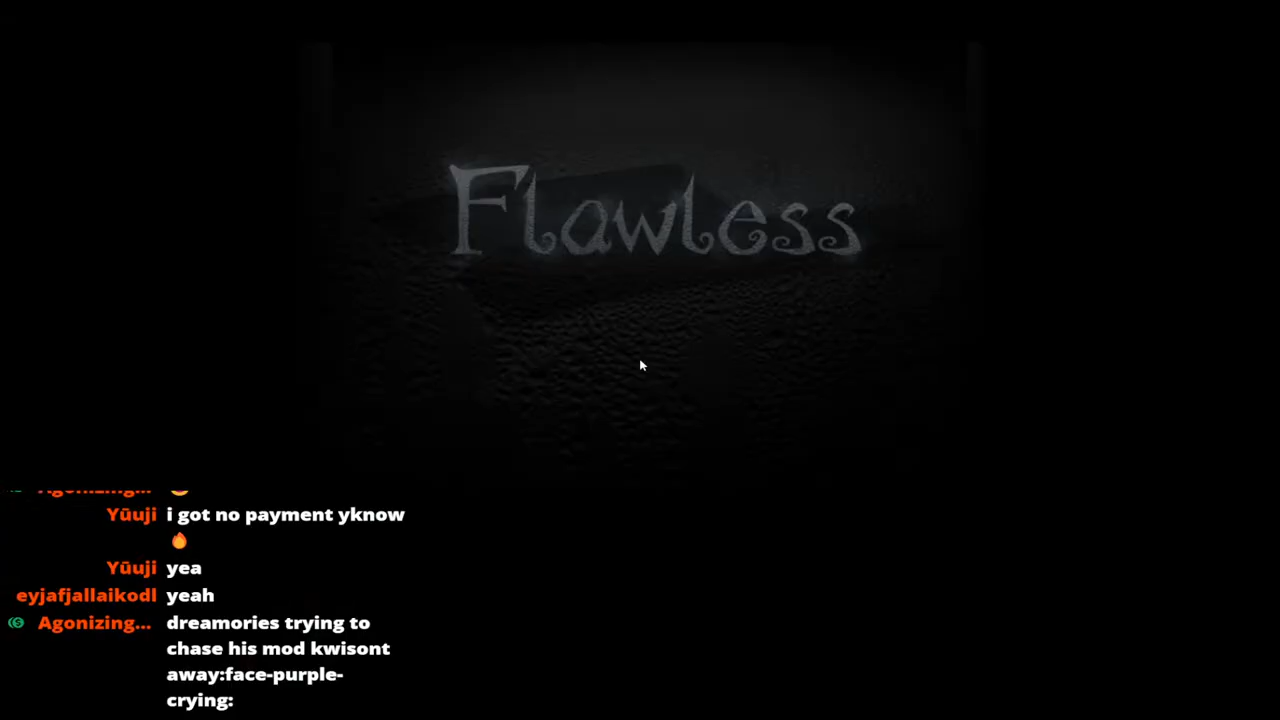 Flawless
Agonizing...
Yūuji i got no payment yknow
Yūuji yea
eyjafjallaikodl yeah
Agonizing... dreamories trying to
chase his mod kwisont
away:face-purple-
crying: